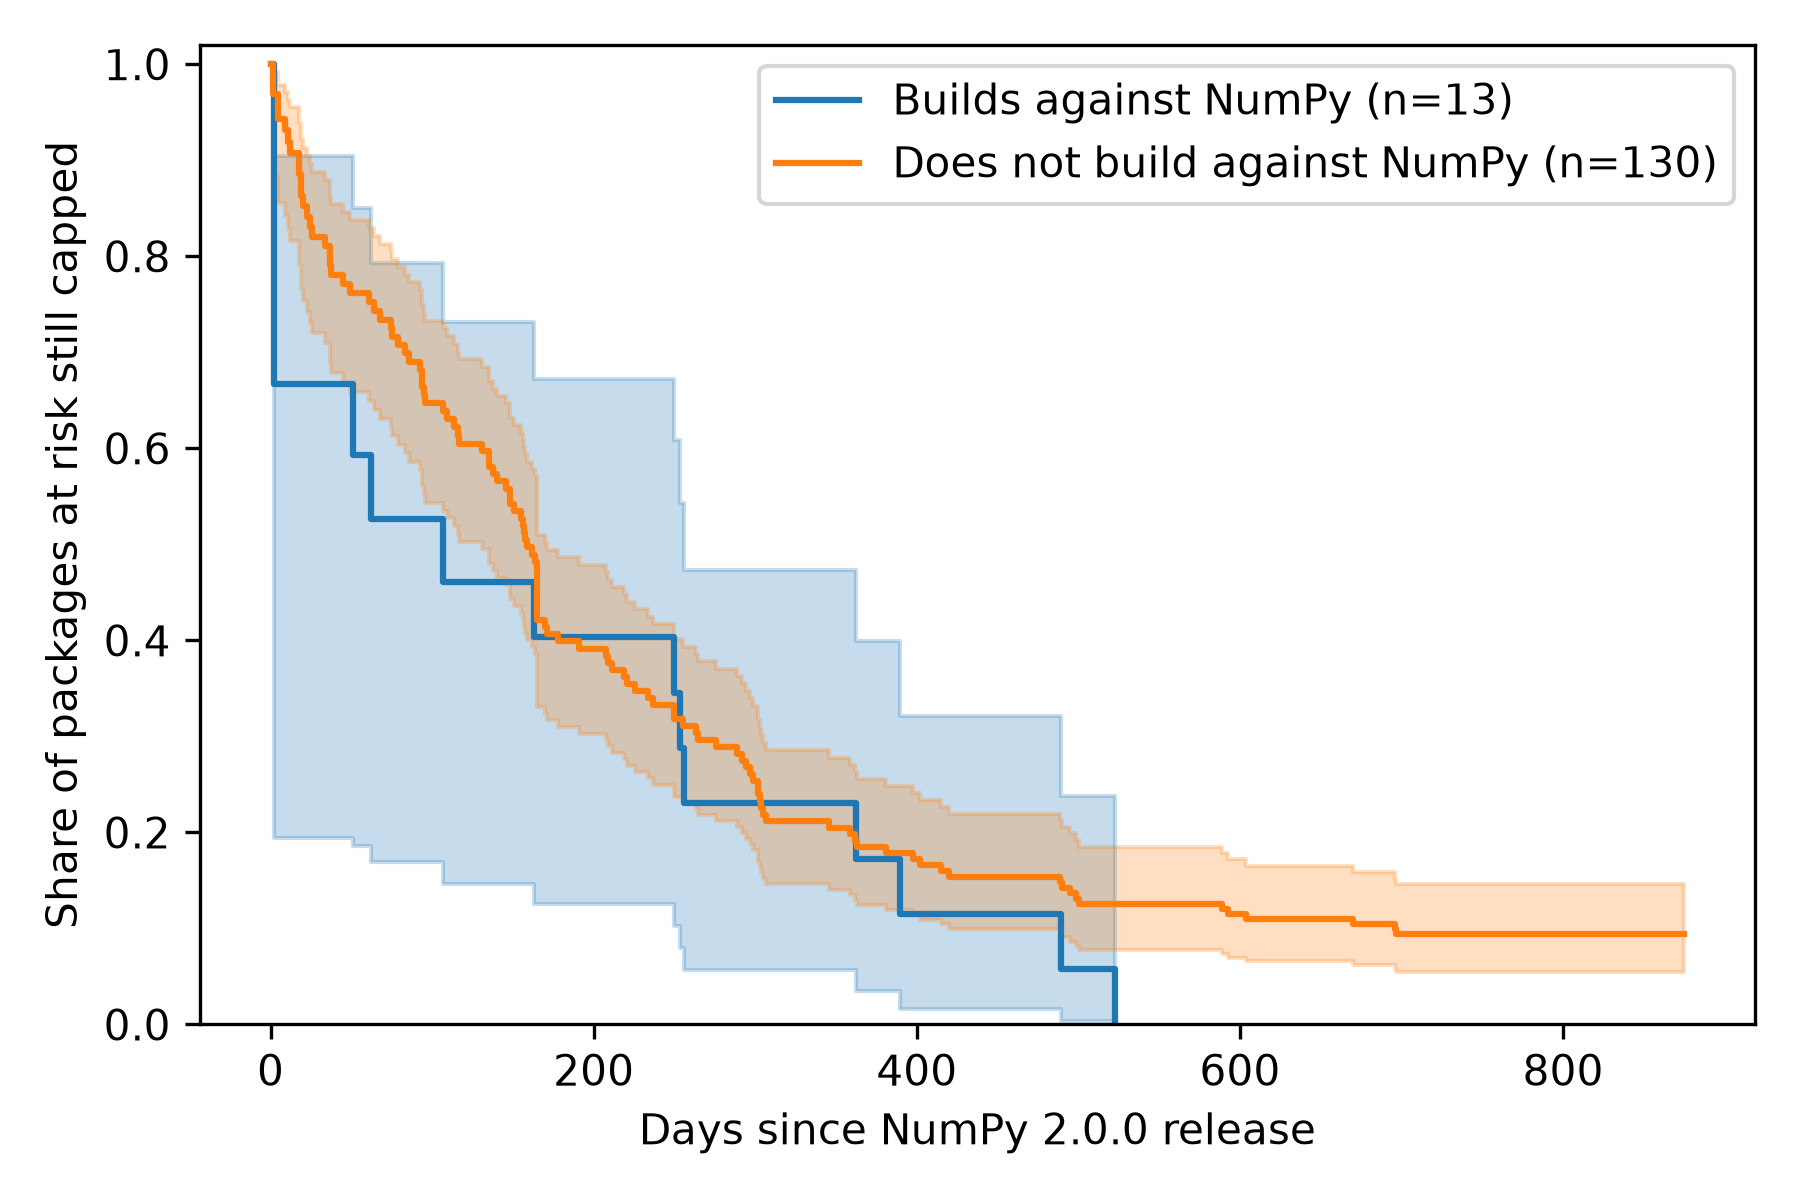 Builds against NumPy (n=13)
Does not build against NumPy (n=130)
Share of packages at risk still capped
1.0
0.8
0.6
0.4
0.2
0.0
0
200
400
600
800
Days since NumPy 2.0.0 release